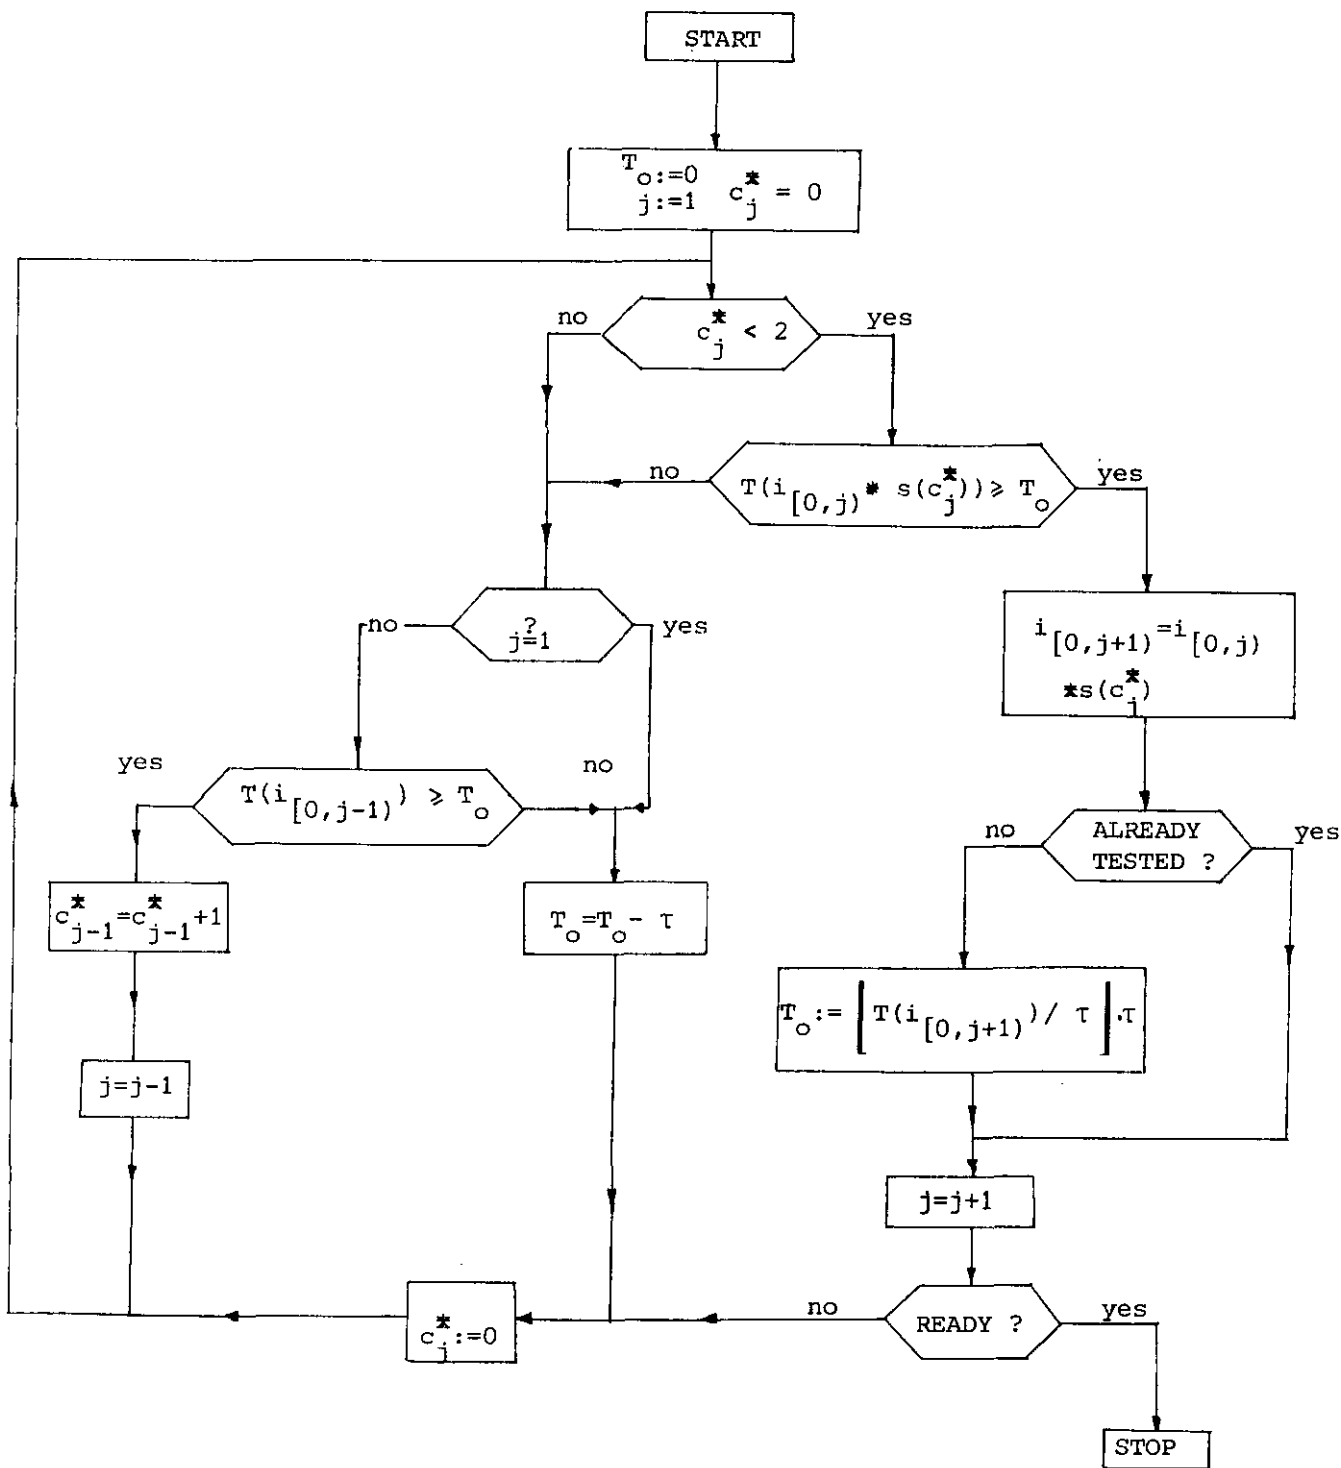 START
T_o:=0
j:=1 c*_j = 0
no
c*_j < 2
yes
no
T(i_[0,j) * s(c*_j)) ⩾ T_o
yes
no
?
j=1
yes
i_[0,j+1)=i_[0,j)
*s(c*_j)
yes
T(i_[0,j-1)) ⩾ T_o
no
no
ALREADY
TESTED ?
yes
c*_j-1=c*_j-1+1
T_o=T_o- τ
T_o:= ⌊T(i_[0,j+1))/ τ⌋.τ
j=j-1
j=j+1
c*_j:=0
no
READY ?
yes
STOP